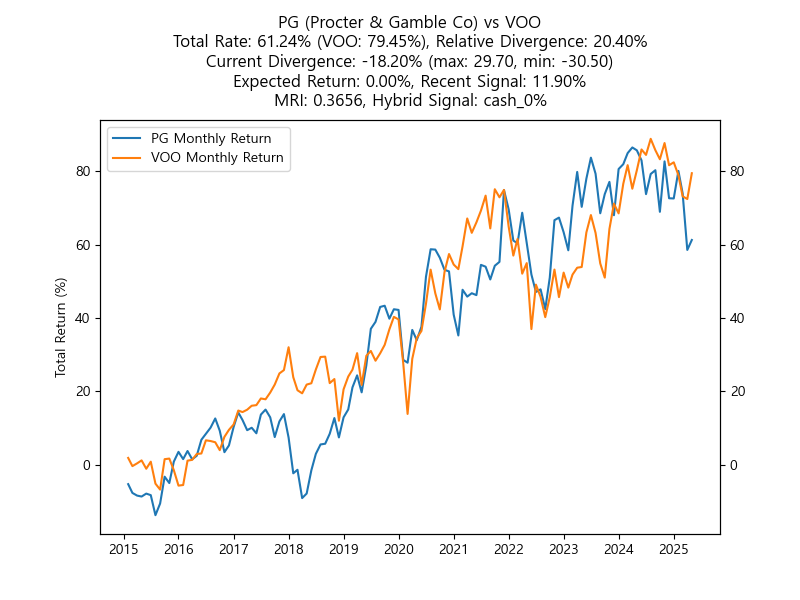 PG (Procter & Gamble Co) vs VOO
Total Rate: 61.24% (VOO: 79.45%), Relative Divergence: 20.40%
Current Divergence: -18.20% (max: 29.70, min: -30.50)
Expected Return: 0.00%, Recent Signal: 11.90%
MRI: 0.3656, Hybrid Signal: cash_0%
PG Monthly Return
VOO Monthly Return
80
60
40
20
0
80
60
40
20
0
Total Return (%)
2015 2016 2017 2018 2019 2020 2021 2022 2023 2024 2025